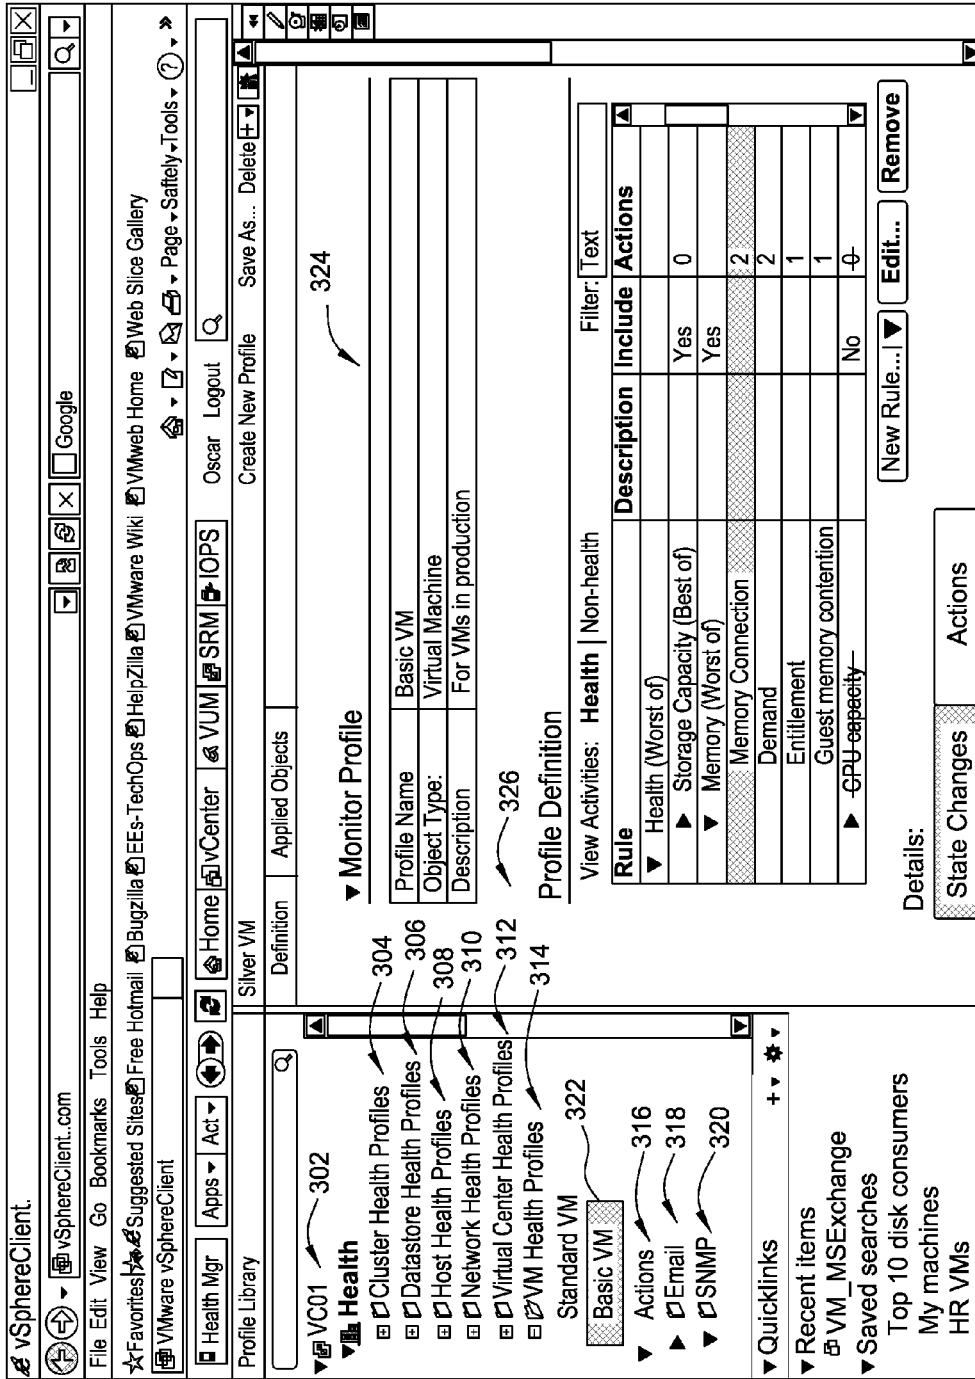 vSphereClient.
vSphereClient..com
Google
File Edit View Go Bookmarks Tools Help
Favorites Suggested Sites Free Hotmail Bugzilla EEs-TechOps HelpZilla VMware Wiki VMweb Home Web Slice Gallery
VMware vSphereClient
Page Saftely Tools ? »
Health Mgr Apps Act Home vCenter VUM SRM IOPS Oscar Logout
Profile Library
Silver VM Create New Profile Save As... Delete
Definition Applied Objects
VC01 302
Health
Cluster Health Profiles 304
Datastore Health Profiles 306
Host Health Profiles 308
Network Health Profiles 310
Virtual Center Health Profiles 312
VM Health Profiles 314
Standard VM
Basic VM 322
Actions 316
Email 318
SNMP 320
Quicklinks
Recent items
VM_MSExchange
Saved searches
Top 10 disk consumers
My machines
HR VMs
324
Monitor Profile
Profile Name Basic VM
Object Type: Virtual Machine
Description For VMs in production
326
Profile Definition
View Activities: Health | Non-health Filter: Text
Rule Description Include Actions
Health (Worst of)
Storage Capacity (Best of) Yes 0
Memory (Worst of) Yes
Memory Connection 2
Demand 2
Entitlement 1
Guest memory contention 1
CPU capacity No 0
New Rule... Edit... Remove
Details:
State Changes Actions